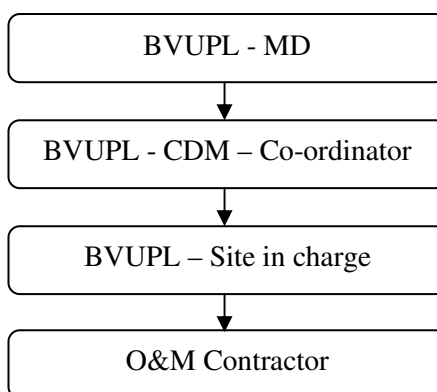 BVUPL - MD
BVUPL - CDM – Co-ordinator
BVUPL – Site in charge
O&M Contractor